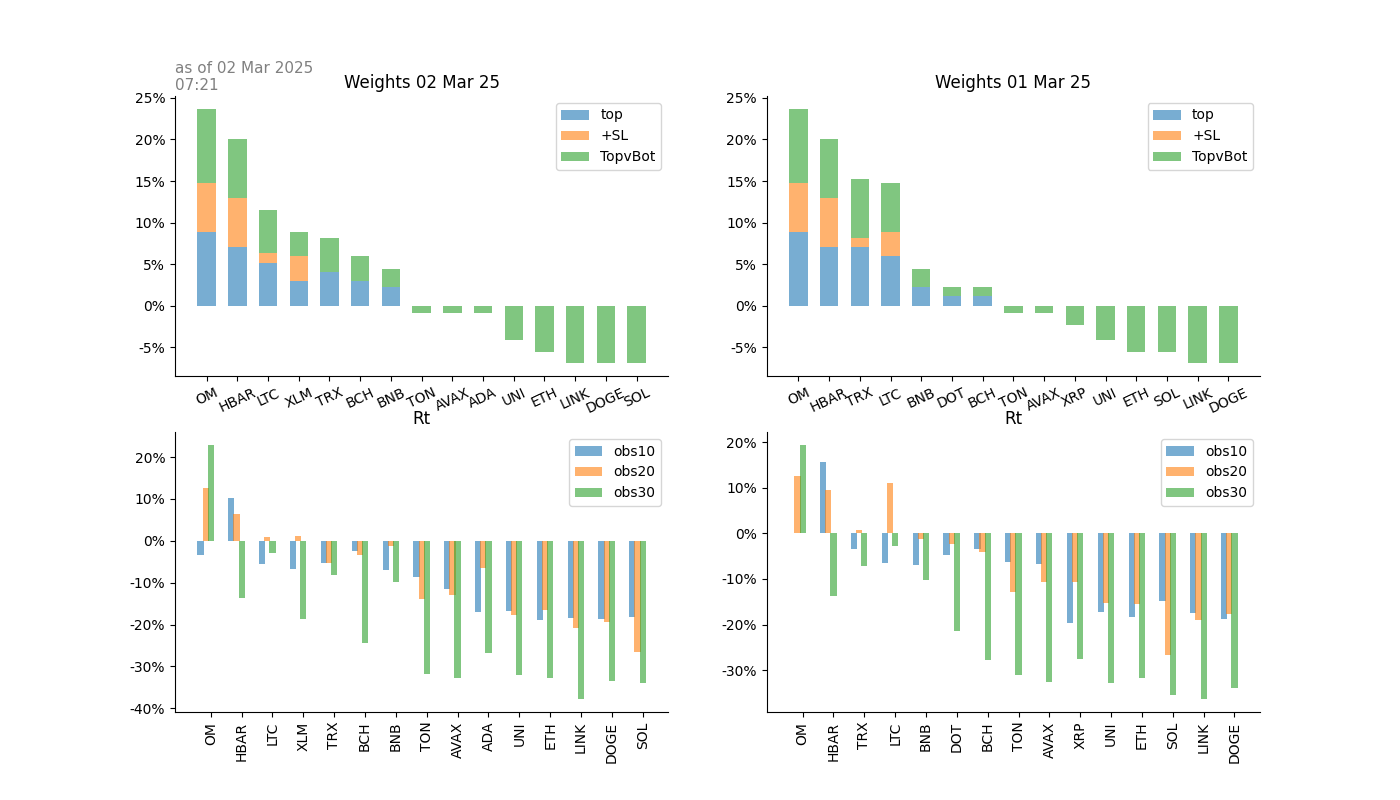 as of 02 Mar 2025
07:21
Weights 02 Mar 25
25%
20%
15%
10%
5%
0%
-5%
top
+SL
TopvBot
OM HBAR LTC XLM TRX BCH BNB TON AVAX ADA UNI ETH LINK DOGE SOL
Weights 01 Mar 25
25%
20%
15%
10%
5%
0%
-5%
top
+SL
TopvBot
OM HBAR TRX LTC BNB DOT BCH TON AVAX XRP UNI ETH SOL LINK DOGE
Rt
20%
10%
0%
-10%
-20%
-30%
-40%
obs10
obs20
obs30
OM HBAR LTC XLM TRX BCH BNB TON AVAX ADA UNI ETH LINK DOGE SOL
Rt
20%
10%
0%
-10%
-20%
-30%
obs10
obs20
obs30
OM HBAR TRX LTC BNB DOT BCH TON AVAX XRP UNI ETH SOL LINK DOGE